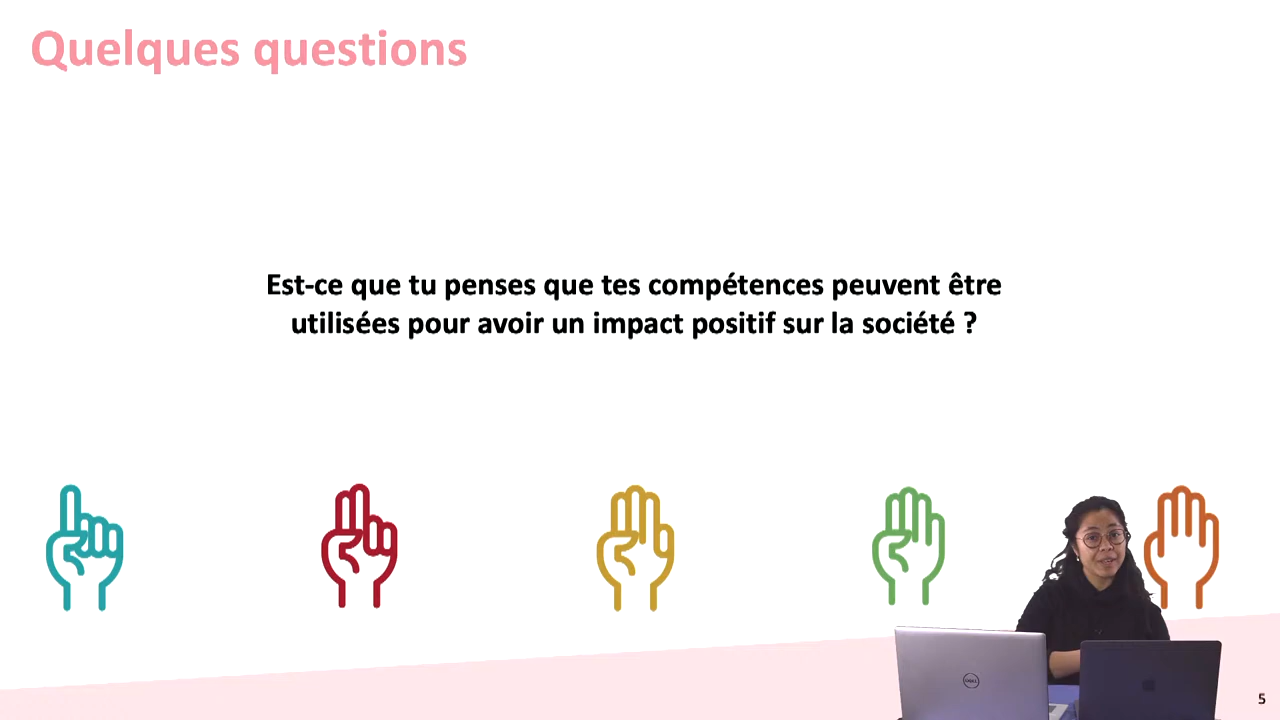 Quelques questions
Est-ce que tu penses que tes compétences peuvent être
utilisées pour avoir un impact positif sur la société ?
DELL
5